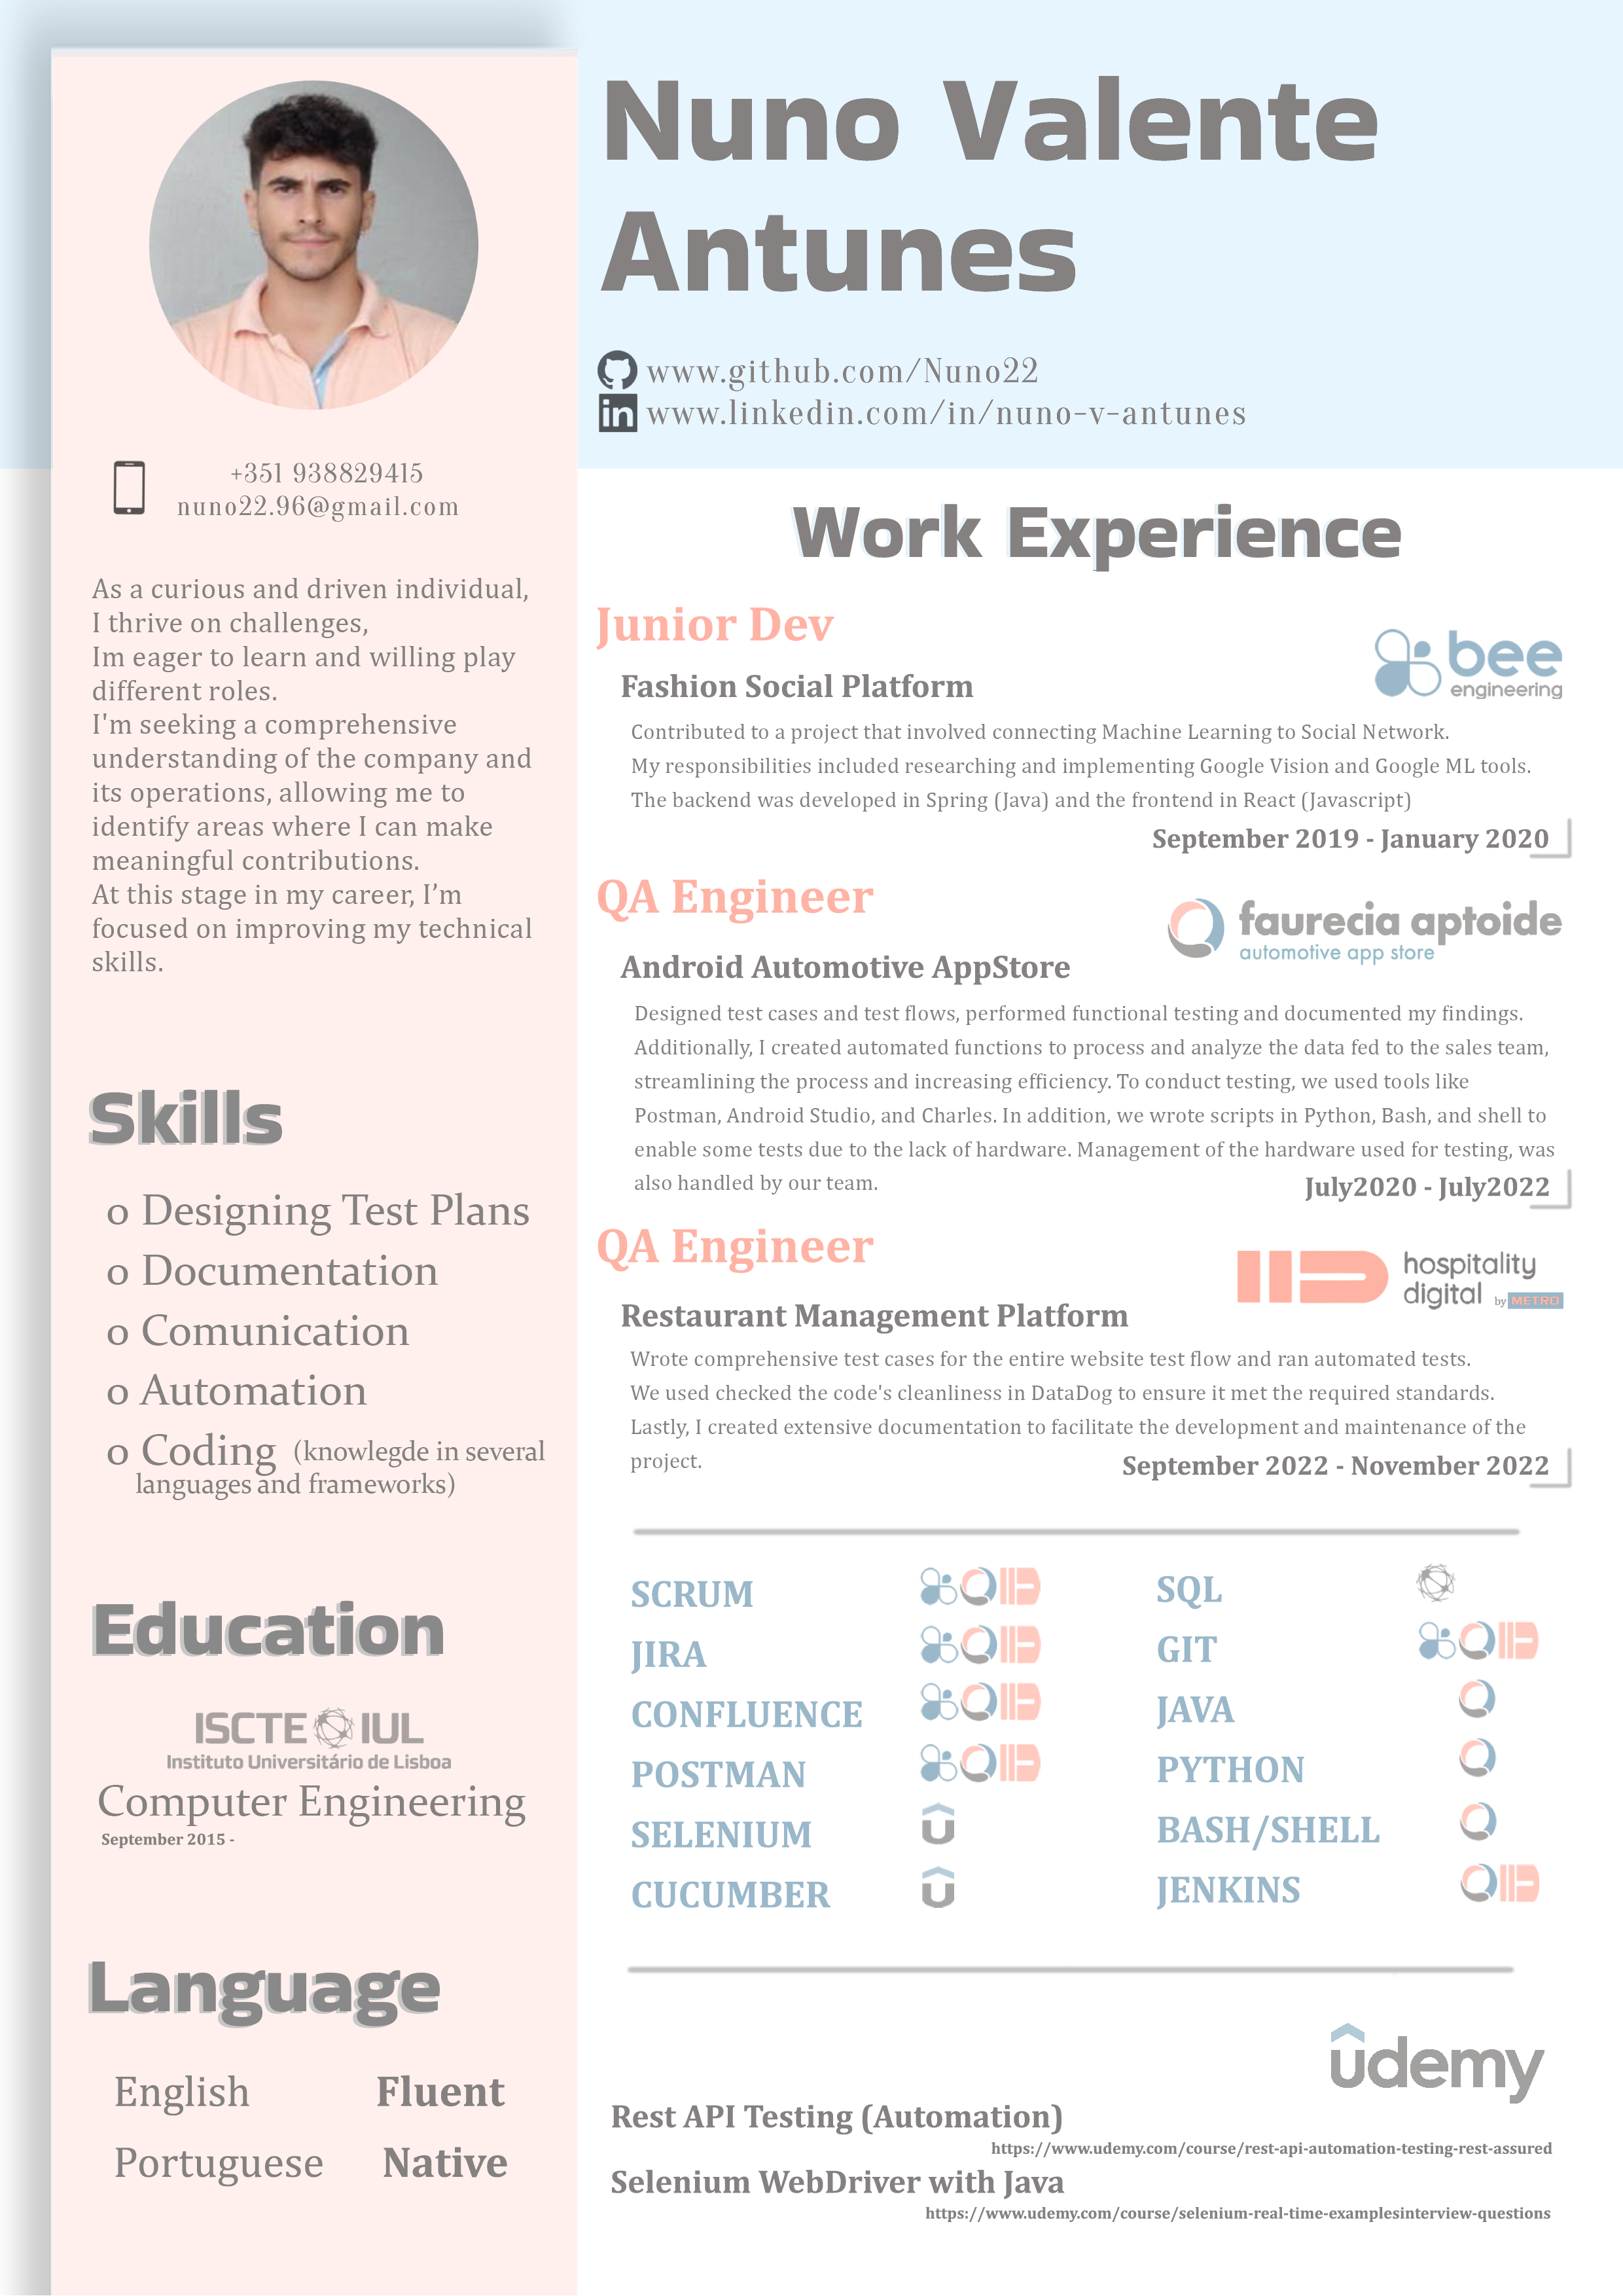 Nuno Valente
Antunes
www.github.com/Nuno22
www.linkedin.com/in/nuno-v-antunes
+351 938829415
nuno22.96@gmail.com
As a curious and driven individual,
I thrive on challenges,
Im eager to learn and willing play
different roles.
I'm seeking a comprehensive
understanding of the company and
its operations, allowing me to
identify areas where I can make
meaningful contributions.
At this stage in my career, I’m
focused on improving my technical
skills.
Skills
o Designing Test Plans
o Documentation
o Comunication
o Automation
o Coding (knowlegde in several
languages and frameworks)
Education
ISCTE IUL
Instituto Universitário de Lisboa
Computer Engineering
September 2015 -
Language
English Fluent
Portuguese Native
Work Experience
Junior Dev
bee
engineering
Fashion Social Platform
Contributed to a project that involved connecting Machine Learning to Social Network.
My responsibilities included researching and implementing Google Vision and Google ML tools.
The backend was developed in Spring (Java) and the frontend in React (Javascript)
September 2019 - January 2020
QA Engineer
faurecia aptoide
automotive app store
Android Automotive AppStore
Designed test cases and test flows, performed functional testing and documented my findings.
Additionally, I created automated functions to process and analyze the data fed to the sales team,
streamlining the process and increasing efficiency. To conduct testing, we used tools like
Postman, Android Studio, and Charles. In addition, we wrote scripts in Python, Bash, and shell to
enable some tests due to the lack of hardware. Management of the hardware used for testing, was
also handled by our team.
July2020 - July2022
QA Engineer
hospitality
digital by METRO
Restaurant Management Platform
Wrote comprehensive test cases for the entire website test flow and ran automated tests.
We used checked the code's cleanliness in DataDog to ensure it met the required standards.
Lastly, I created extensive documentation to facilitate the development and maintenance of the
project.
September 2022 - November 2022
SCRUM
JIRA
CONFLUENCE
POSTMAN
SELENIUM
CUCUMBER
SQL
GIT
JAVA
PYTHON
BASH/SHELL
JENKINS
udemy
Rest API Testing (Automation)
https://www.udemy.com/course/rest-api-automation-testing-rest-assured
Selenium WebDriver with Java
https://www.udemy.com/course/selenium-real-time-examplesinterview-questions